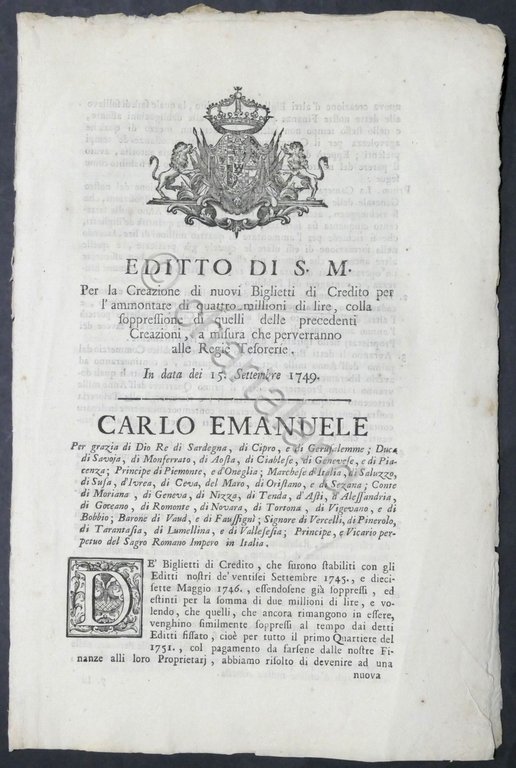 EDITTO DI S. M.
Per la Creazione di nuovi Biglietti di Credito per
l'ammontare di quattro millioni di lire, colla
soppressione di quelli delle precedenti
Creazioni, a misura che perverranno
alle Regie Tesorerie.
In data dei 15. Settembre 1749.
CARLO EMANUELE
Per grazia di Dio Re di Sardegna, di Cipro, e di Gerusalemme; Duca
di Savoja, di Monferrato, di Aosta, di Ciablese, di Genevese, e di Pia-
cenza; Principe di Piemonte, e d'Oneglia; Marchese d'Italia, di Saluzzo,
di Susa, d'Ivrea, di Ceva, del Maro, di Oristano, e di Sezana; Conte
di Moriana, di Geneva, di Nizza, di Tenda, d'Asti, d'Alessandria,
di Goceano, di Romonte, di Novara, di Tortona, di Vigevano, e di
Bobbio; Barone di Vaud, e di Faussignì; Signore di Vercelli, di Pinerolo,
di Tarantasia, di Lumellina, e di Vallesesia; Principe, e Vicario per-
petuo del Sagro Romano Impero in Italia.
DE' Biglietti di Credito, che furono stabiliti con gli
Editti nostri de' ventisei Settembre 1745., e diecis-
sette Maggio 1746., essendosene già soppressi, ed
estinti per la somma di due millioni di lire, e vo-
lendo, che quelli, che ancora rimangono in essere,
venghino similmente soppressi al tempo dai detti
Editti fissato, cioè per tutto il primo Quartiere del
1751., col pagamento da farsene dalle nostre Fi-
nanze alli loro Proprietarj, abbiamo risolto di devenire ad una
nuova